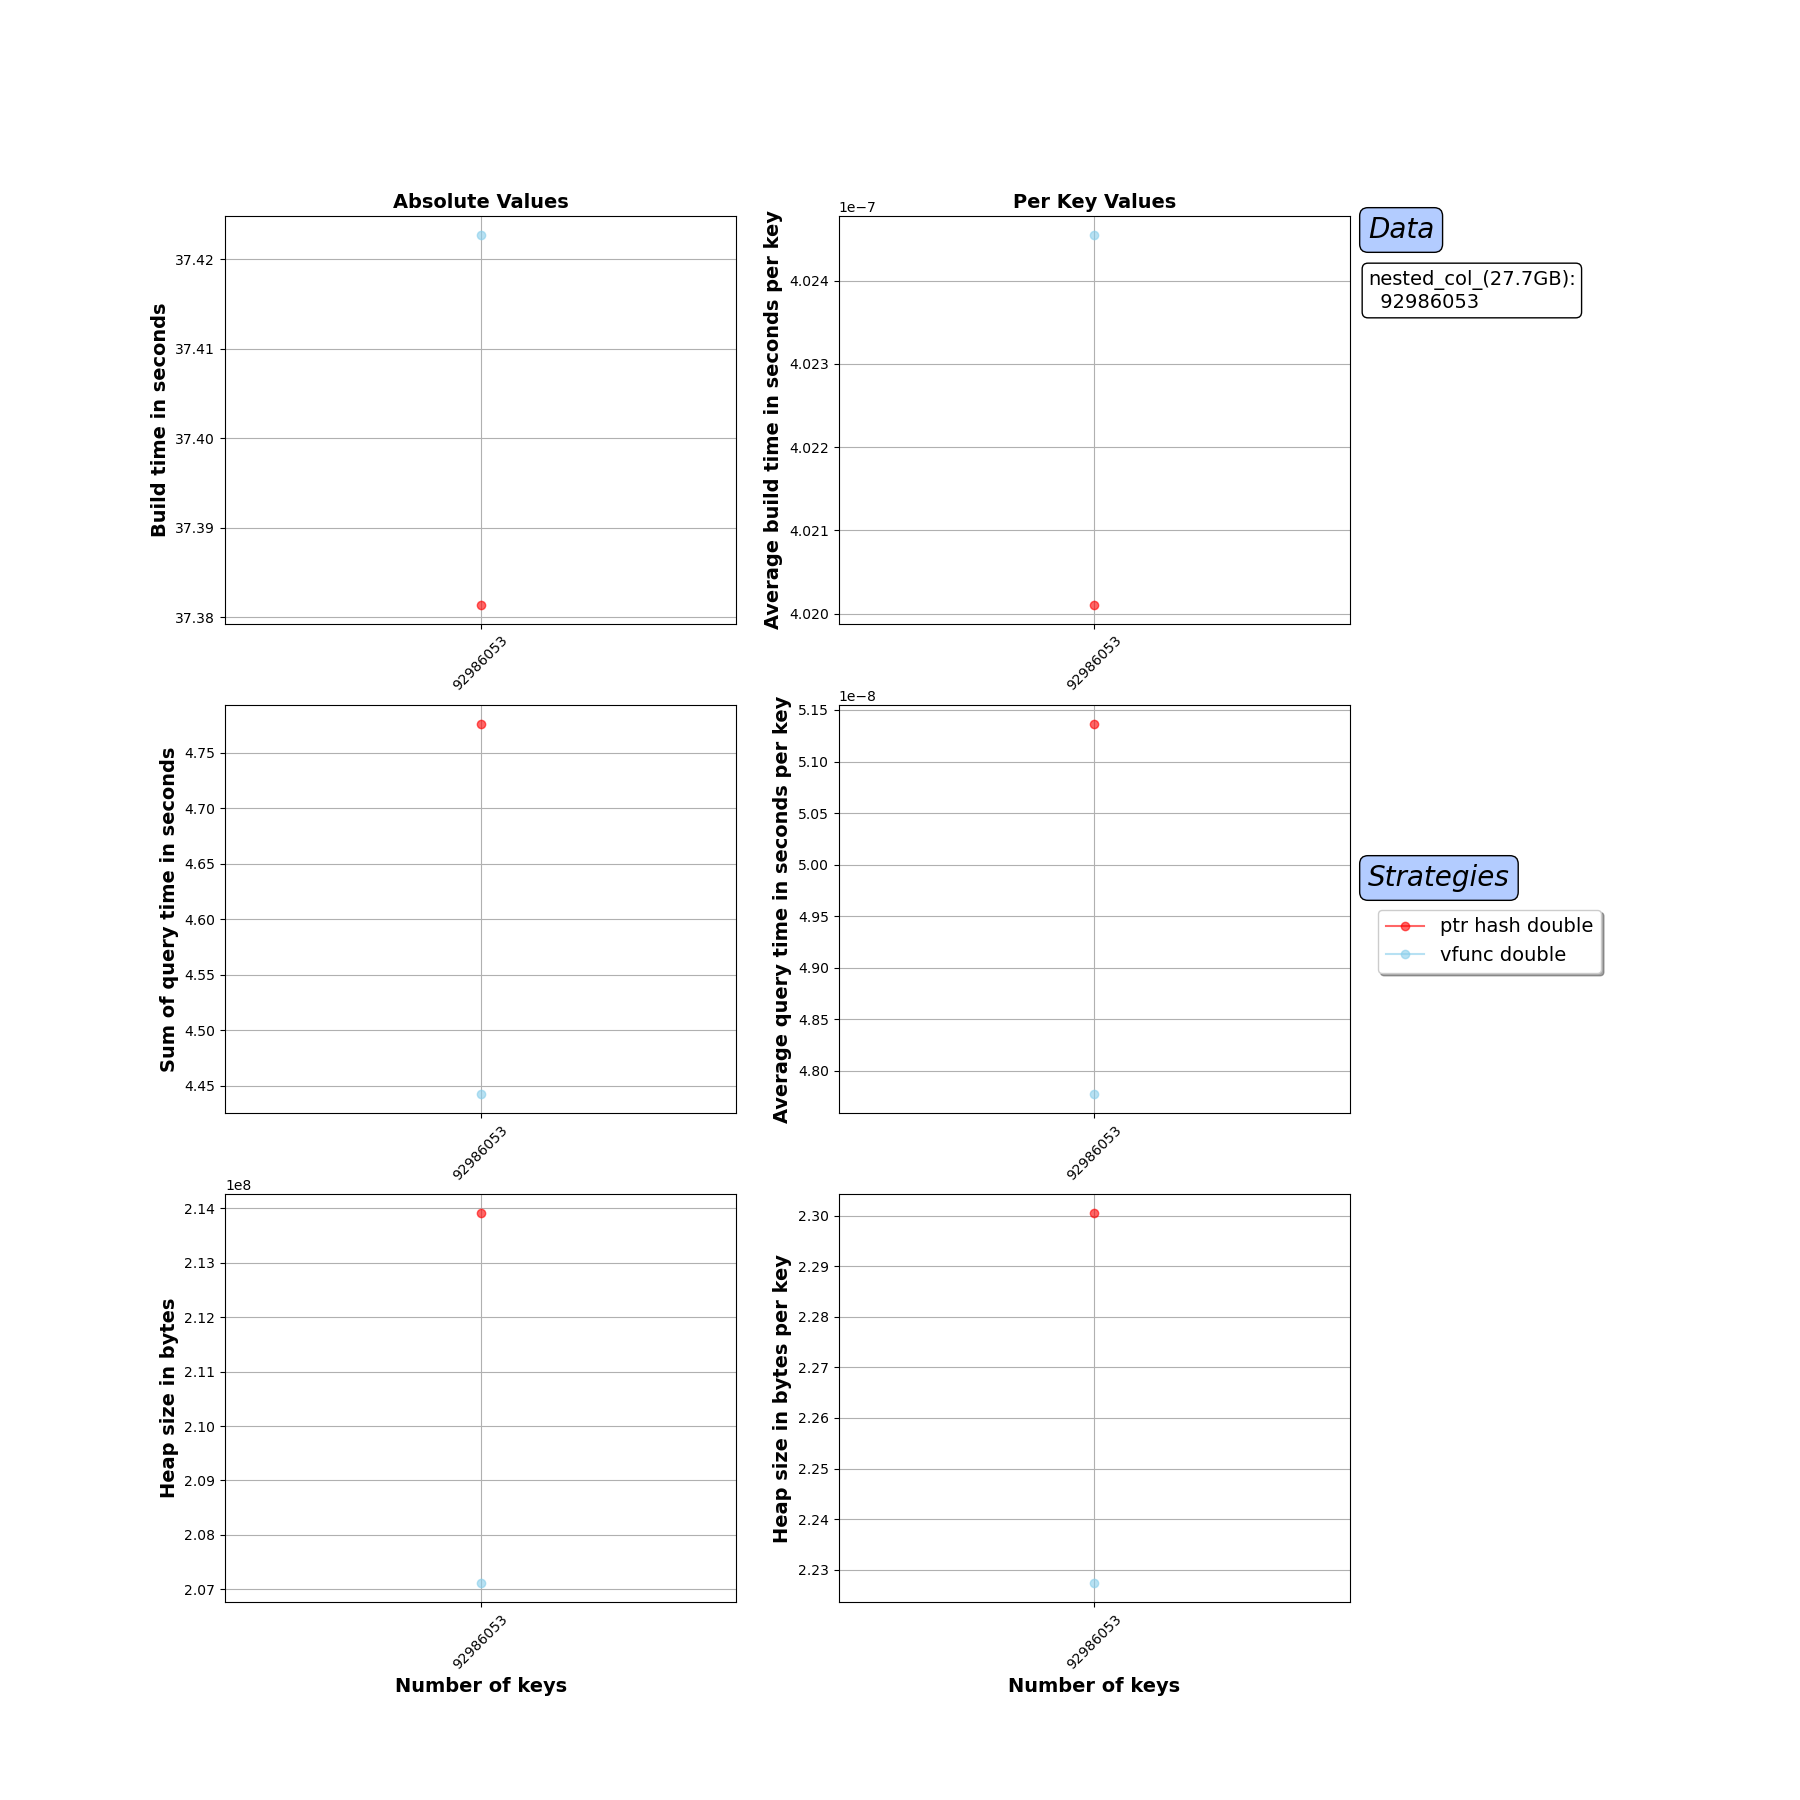 Absolute Values
Build time in seconds
37.42
37.41
37.40
37.39
37.38
92986053
Per Key Values
1e−7
Average build time in seconds per key
4.024
4.023
4.022
4.021
4.020
92986053
Data
nested_col_(27.7GB):
92986053
Sum of query time in seconds
4.75
4.70
4.65
4.60
4.55
4.50
4.45
92986053
1e−8
Average query time in seconds per key
5.15
5.10
5.05
5.00
4.95
4.90
4.85
4.80
92986053
Strategies
ptr hash double
vfunc double
1e8
Heap size in bytes
2.14
2.13
2.12
2.11
2.10
2.09
2.08
2.07
92986053
Number of keys
Heap size in bytes per key
2.30
2.29
2.28
2.27
2.26
2.25
2.24
2.23
92986053
Number of keys